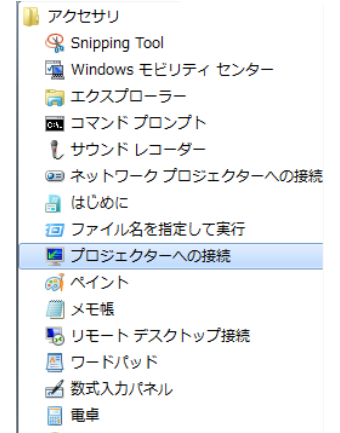 アクセサリ
Snipping Tool
Windows モビリティ センター
エクスプローラー
コマンド プロンプト
サウンド レコーダー
ネットワーク プロジェクターへの接続
はじめに
ファイル名を指定して実行
プロジェクターへの接続
ペイント
メモ帳
リモート デスクトップ接続
ワードパッド
数式入力パネル
電卓